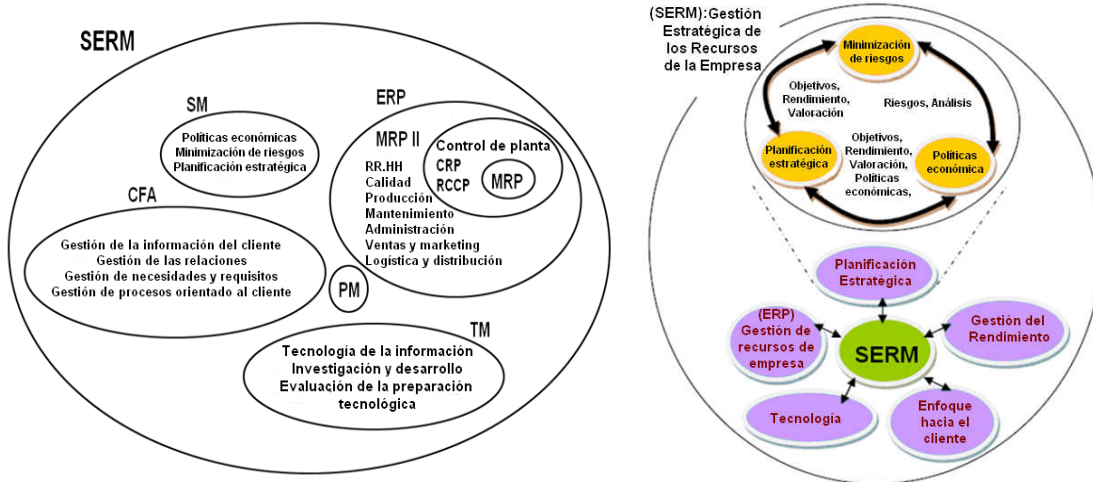 SERM
SM
Políticas económicas
Minimización de riesgos
Planificación estratégica
ERP
MRP II
Control de planta
CRP
RCCP
MRP
RR.HH
Calidad
Producción
Mantenimiento
Administración
Ventas y marketing
Logística y distribución
CFA
Gestión de la información del cliente
Gestión de las relaciones
Gestión de necesidades y requisitos
Gestión de procesos orientado al cliente
PM
TM
Tecnología de la información
Investigación y desarrollo
Evaluación de la preparación
tecnológica
(SERM):Gestión
Estratégica de
los Recursos
de la Empresa
Minimización
de riesgos
Objetivos,
Rendimiento,
Valoración
Riesgos, Análisis
Planificación
estratégica
Objetivos,
Rendimiento,
Valoración,
Políticas
económicas,
Políticas
económica
Planificación
Estratégica
(ERP)
Gestión de
recursos de
empresa
SERM
Gestión del
Rendimiento
Tecnología
Enfoque
hacia el
cliente